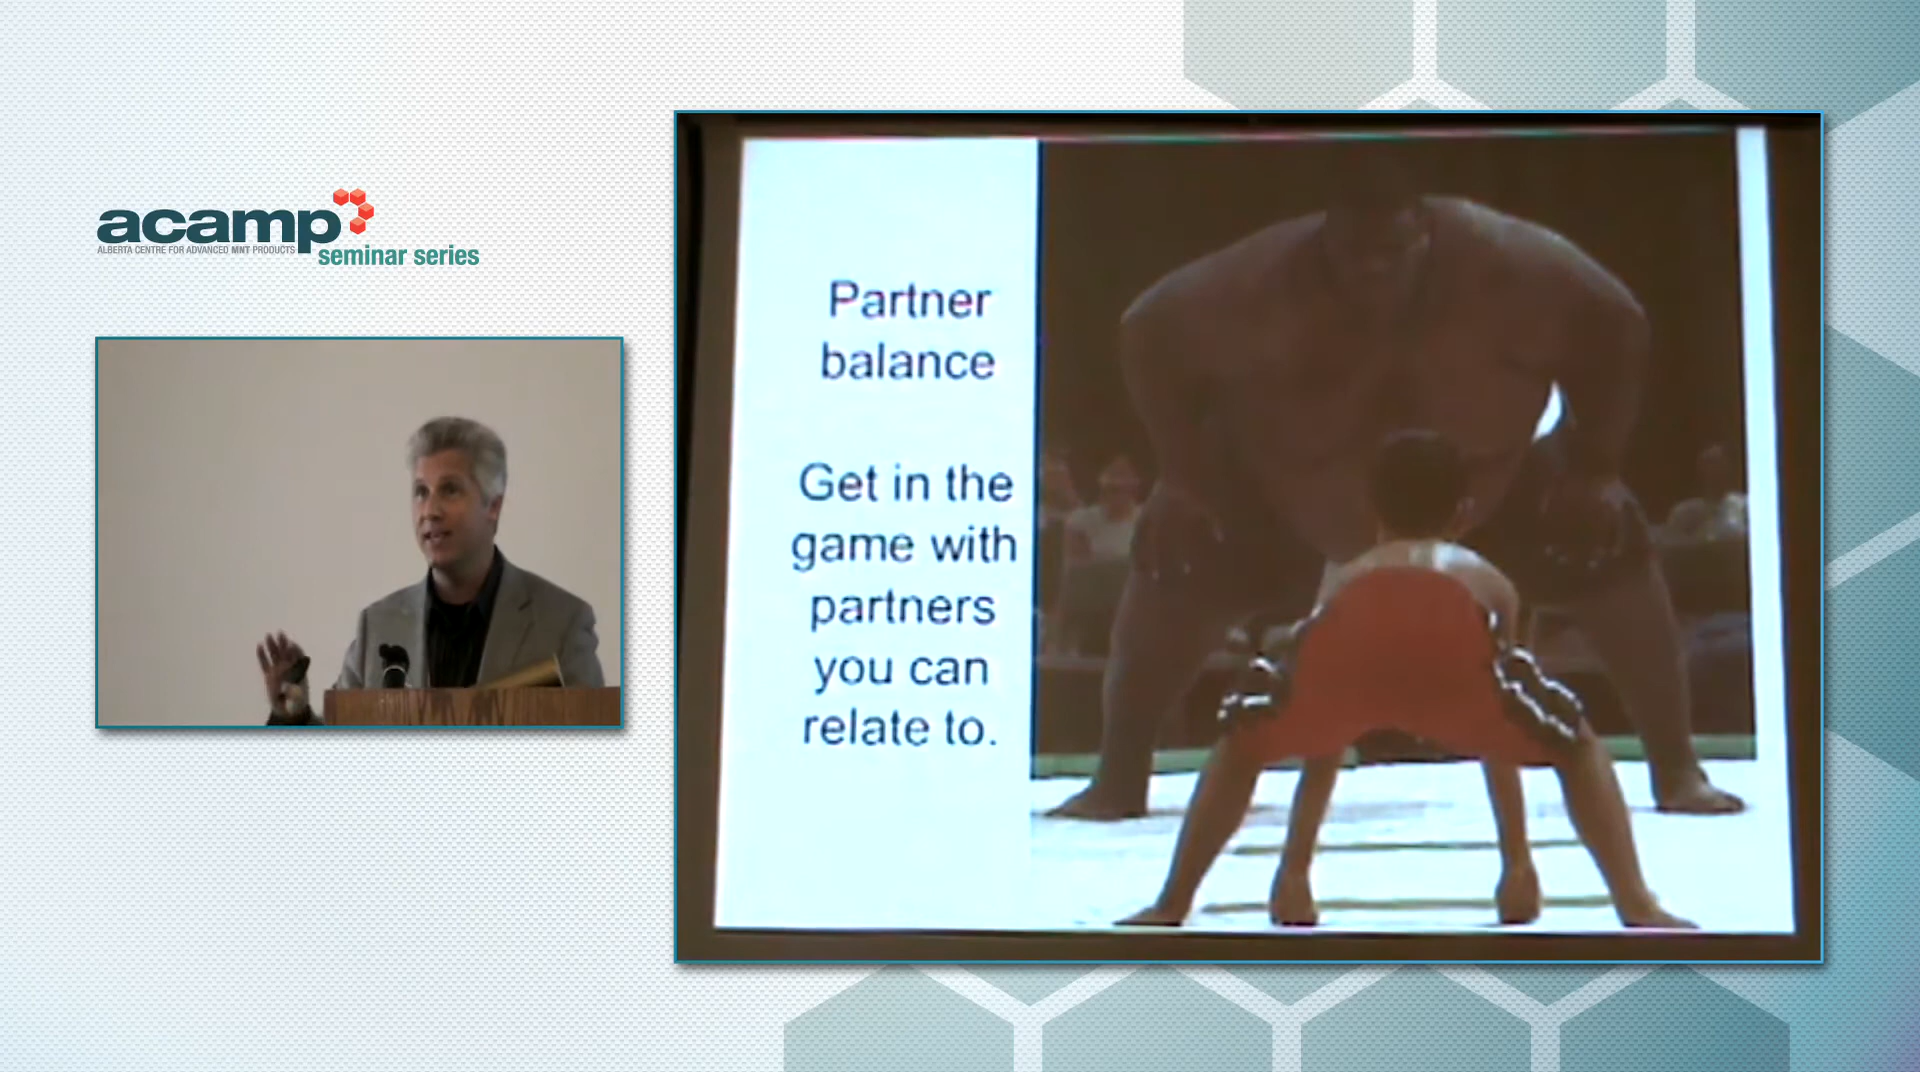 acamp
ALBERTA CENTRE FOR ADVANCED MNT PRODUCTS
seminar series
Partner
balance
Get in the
game with
partners
you can
relate to.